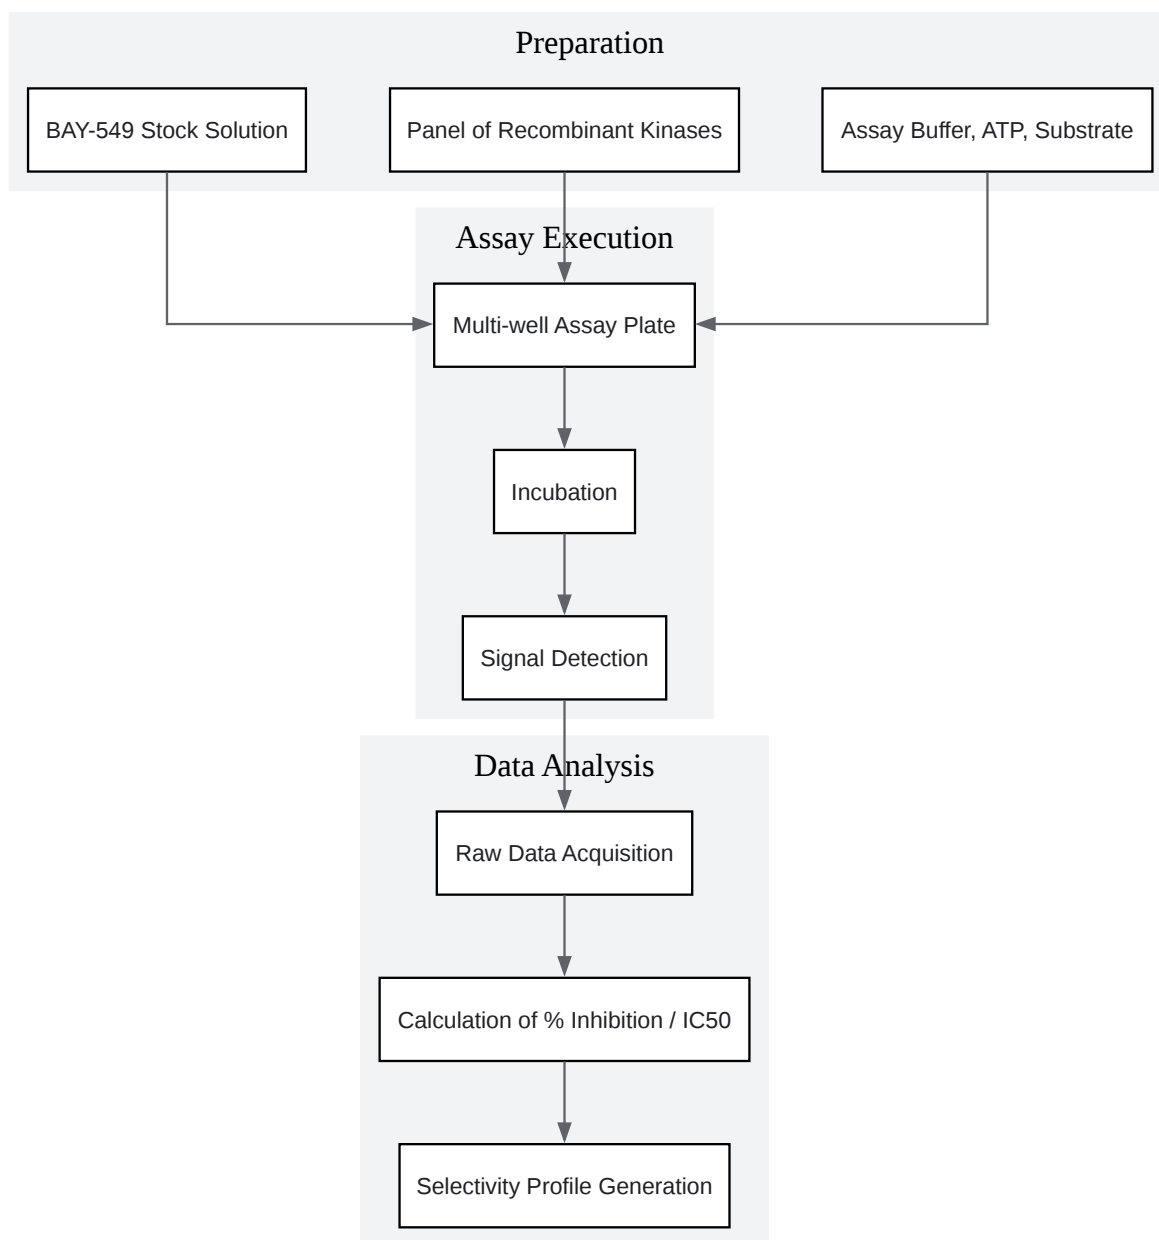 Preparation
BAY-549 Stock Solution
Panel of Recombinant Kinases
Assay Buffer, ATP, Substrate
Assay Execution
Multi-well Assay Plate
Incubation
Signal Detection
Data Analysis
Raw Data Acquisition
Calculation of % Inhibition / IC50
Selectivity Profile Generation